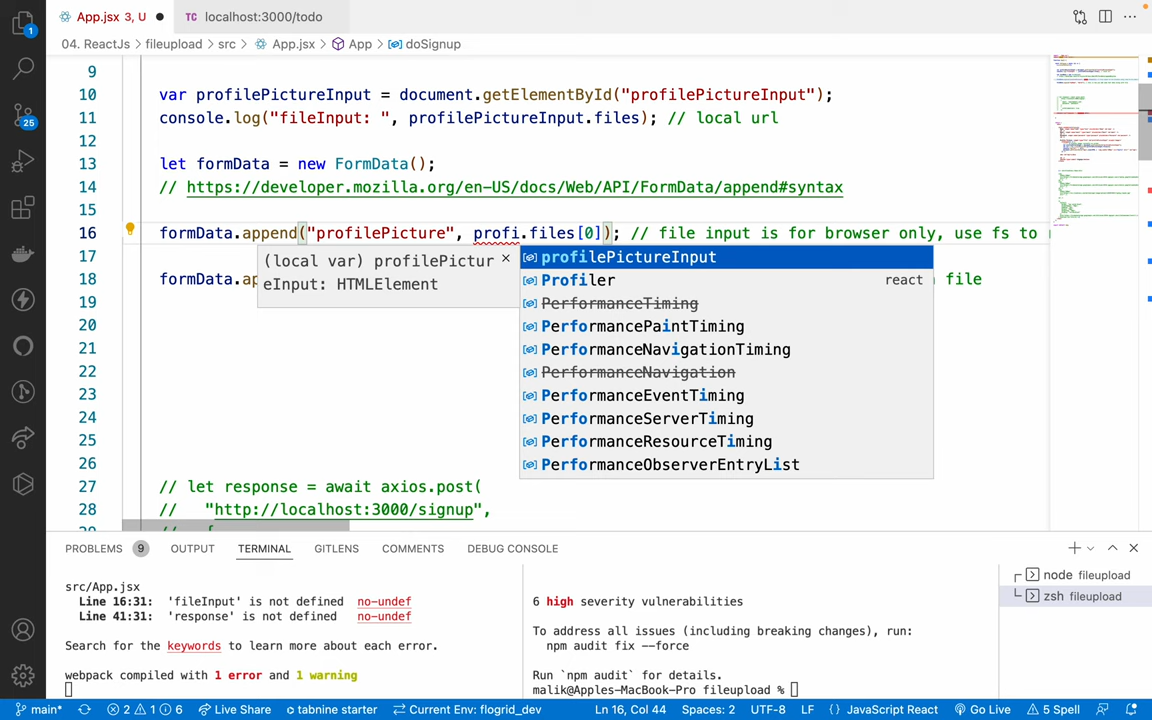 App.jsx 3, U
TC localhost:3000/todo
04. ReactJs > fileupload > src > App.jsx > App > doSignup
1
25
9
10 var profilePictureInput = document.getElementById("profilePictureInput");
11 console.log("fileInput: ", profilePictureInput.files); // local url
12
13 let formData = new FormData();
14 // https://developer.mozilla.org/en-US/docs/Web/API/FormData/append#syntax
15
16 formData.append("profilePicture", profi.files[0]); // file input is for browser only, use fs to
17
(local var) profilePictur
eInput: HTMLElement
profilePictureInput
Profiler react
PerformanceTiming
PerformancePaintTiming
PerformanceNavigationTiming
PerformanceNavigation
PerformanceEventTiming
PerformanceServerTiming
PerformanceResourceTiming
PerformanceObserverEntryList
18 formData.ap file
19
20
21
22
23
24
25
26
27 // let response = await axios.post(
28 // "http://localhost:3000/signup",
PROBLEMS 9 OUTPUT TERMINAL GITLENS COMMENTS DEBUG CONSOLE
src/App.jsx
Line 16:31: 'fileInput' is not defined no-undef
Line 41:31: 'response' is not defined no-undef
Search for the keywords to learn more about each error.
webpack compiled with 1 error and 1 warning
6 high severity vulnerabilities
To address all issues (including breaking changes), run:
npm audit fix --force
Run `npm audit` for details.
malik@Apples-MacBook-Pro fileupload %
node fileupload
zsh fileupload
main* 2 1 6 Live Share tabnine starter Current Env: flogrid_dev Ln 16, Col 44 Spaces: 2 UTF-8 LF {} JavaScript React Go Live 5 Spell